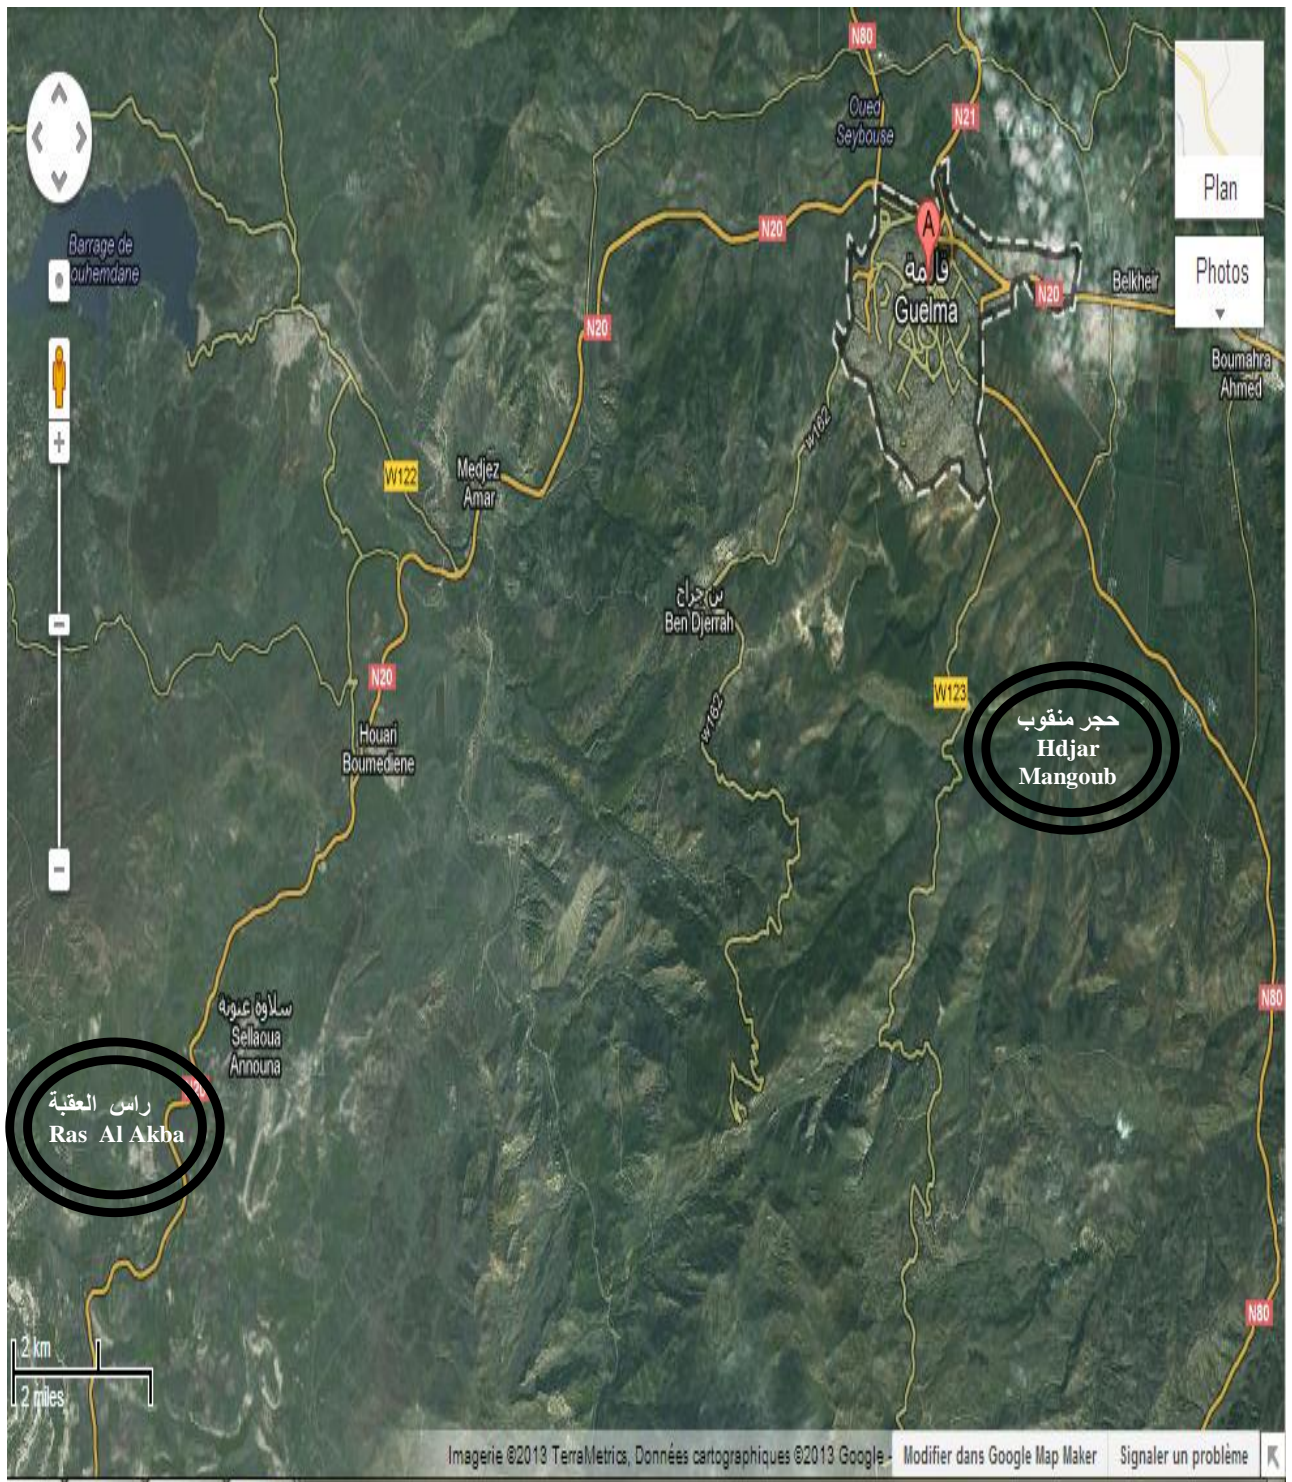 N80
Plan
Oued
Seybouse
N21
Photos
Barrage de
ouhemdane
N20
A
قالمة
Guelma
N20
Belkheir
N20
Boumahra
Ahmed
W162
W122
Medjez
Amar
بن جراح
Ben Djerrah
N20
W123
W162
حجر منقوب
Hdjar
Mangoub
Houari
Boumediene
سلاوة عنونه
Sellaoua
Announa
N80
N20
راس العقبة
Ras Al Akba
N80
2 km
2 miles
Imagerie ©2013 TerraMetrics, Données cartographiques ©2013 Google -
Modifier dans Google Map Maker
Signaler un problème